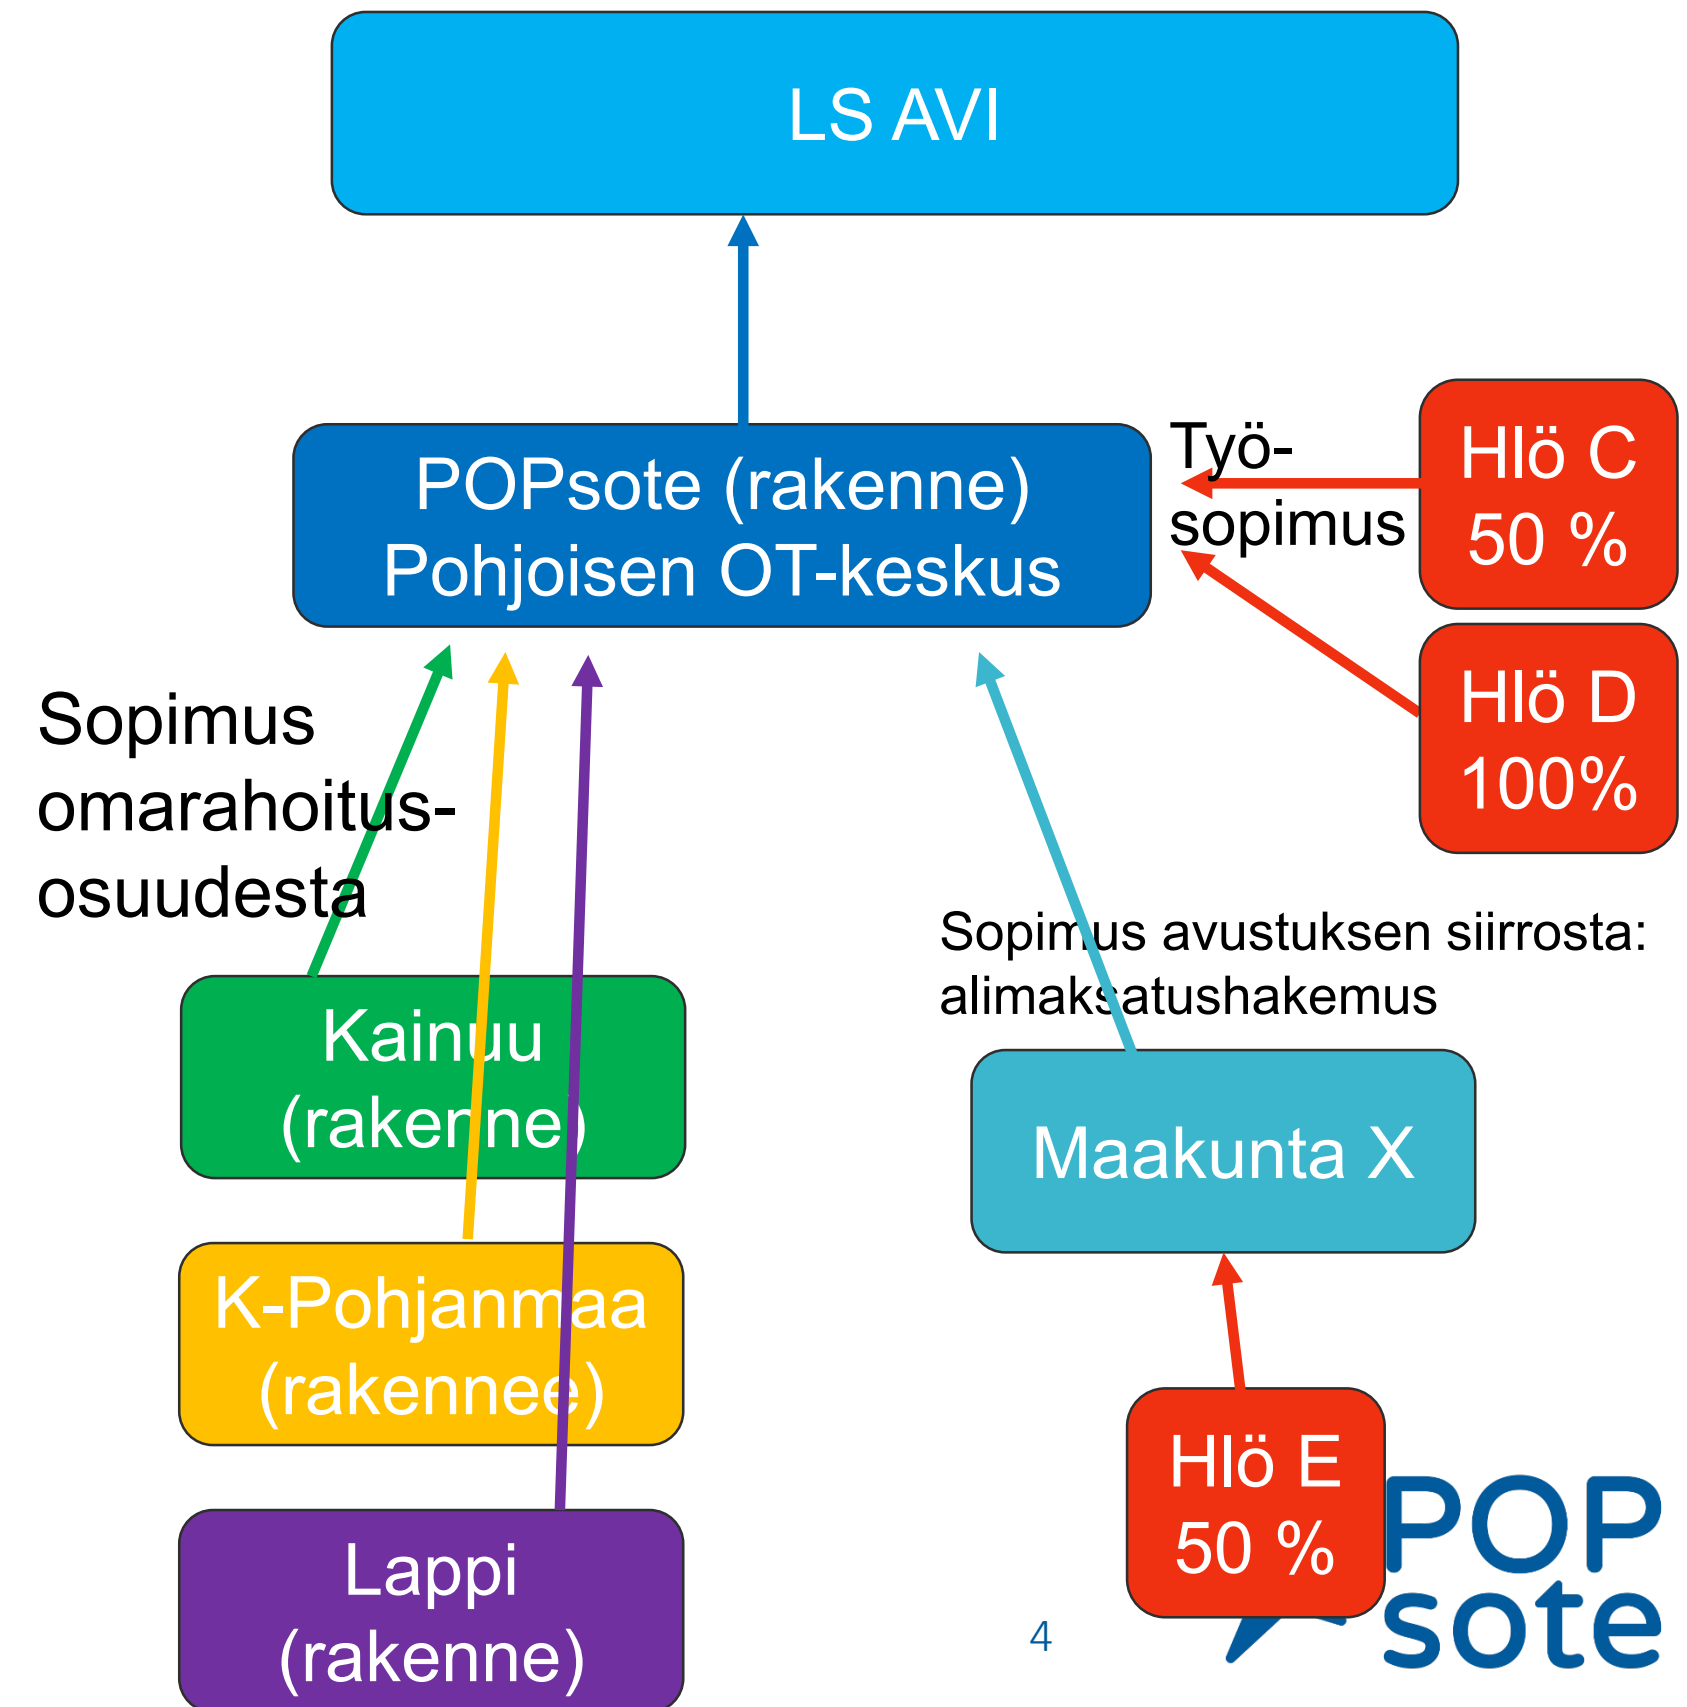 LS AVI
POPsote (rakenne)
Pohjoisen OT-keskus
Työ-
sopimus
Hlö C
50 %
Hlö D
100%
Sopimus
omarahoitus-
osuudesta
Sopimus avustuksen siirrosta:
alimaksatushakemus
Kainuu
(rakenne)
Maakunta X
K-Pohjanmaa
(rakennee)
Hlö E
50 %
Lappi
(rakenne)
4
POP
sote